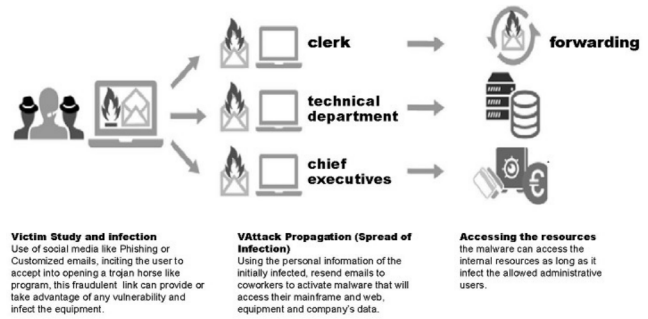 clerk
forwarding
technical
department
chief
executives
Victim Study and infection
Use of social media like Phishing or
Customized emails, inciting the user to
accept into opening a trojan horse like
program, this fraudulent link can provide or
take advantage of any vulnerability and
infect the equipment.
VAttack Propagation (Spread of
Infection)
Using the personal information of the
initially infected, resend emails to
coworkers to activate malware that will
access their mainframe and web,
equipment and company's data.
Accessing the resources
the malware can access the
internal resources as long as it
infect the allowed administrative
users.